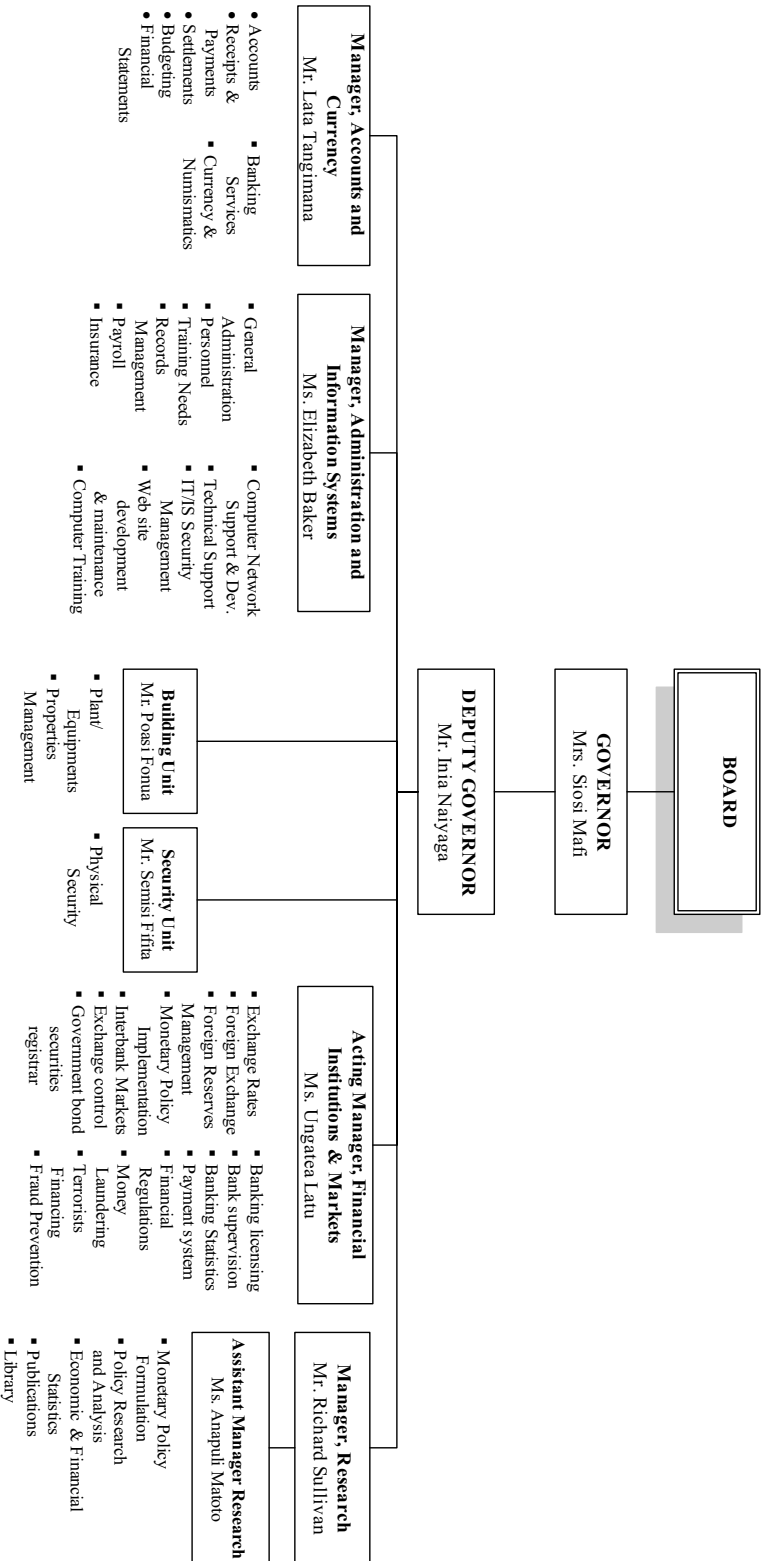 BOARD
GOVERNOR
Mrs. Siosi Mafi
DEPUTY GOVERNOR
Mr. Inia Naiyaga
Manager, Accounts and
Currency
Mr. Lata Tangimana
▪ Accounts
▪ Receipts &
Payments
▪ Settlements
▪ Budgeting
▪ Financial
Statements
▪ Banking
Services
▪ Currency &
Numismatics
Manager, Administration and
Information Systems
Ms. Elizabeth Baker
▪ General
Administration
▪ Personnel
▪ Training Needs
▪ Records
Management
▪ Payroll
▪ Insurance
▪ Computer Network
Support & Dev.
▪ Technical Support
▪ IT/IS Security
Management
▪ Web site
development
& maintenance
▪ Computer Training
Building Unit
Mr. Poasi Fonua
▪ Plant/
Equipments
▪ Properties
Management
Security Unit
Mr. Semisi Fifita
▪ Physical
Security
Acting Manager, Financial
Institutions & Markets
Ms. Ungatea Latu
▪ Exchange Rates
▪ Foreign Exchange
▪ Foreign Reserves
Management
▪ Monetary Policy
Implementation
▪ Interbank Markets
▪ Exchange control
▪ Government bond
securities
registrar
▪ Banking licensing
▪ Bank supervision
▪ Banking Statistics
▪ Payment system
▪ Financial
Regulations
▪ Money
Laundering
▪ Terrorists
Financing
▪ Fraud Prevention
Manager, Research
Mr. Richard Sullivan
Assistant Manager Research
Ms. Anapuli Matoto
▪ Monetary Policy
Formulation
▪ Policy Research
and Analysis
▪ Economic & Financial
Statistics
▪ Publications
▪ Library